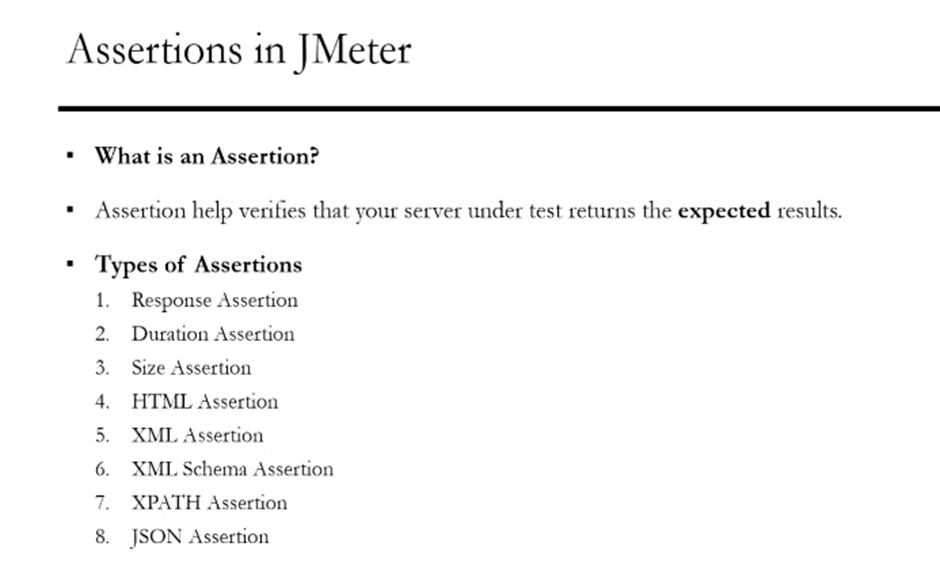 Assertions in JMeter
▪ What is an Assertion?
▪ Assertion help verifies that your server under test returns the expected results.
▪ Types of Assertions
1. Response Assertion
2. Duration Assertion
3. Size Assertion
4. HTML Assertion
5. XML Assertion
6. XML Schema Assertion
7. XPATH Assertion
8. JSON Assertion